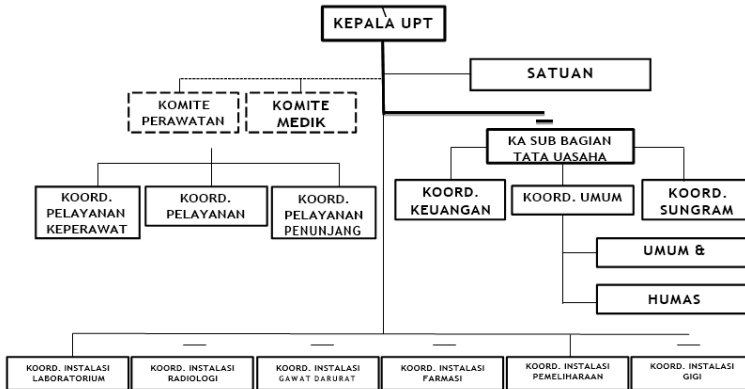 KEPALA UPT
SATUAN
KOMITE
PERAWATAN
KOMITE
MEDIK
KA SUB BAGIAN
TATA UASAHA
KOORD.
PELAYANAN
KEPERAWAT
KOORD.
PELAYANAN
KOORD.
PELAYANAN
PENUNJANG
KOORD.
KEUANGAN
KOORD. UMUM
KOORD.
SUNGRAM
UMUM &
HUMAS
KOORD. INSTALASI
LABORATORIUM
KOORD. INSTALASI
RADIOLOGI
KOORD. INSTALASI
GAWAT DARURAT
KOORD. INSTALASI
FARMASI
KOORD. INSTALASI
PEMELIHARAAN
KOORD. INSTALASI
GIGI